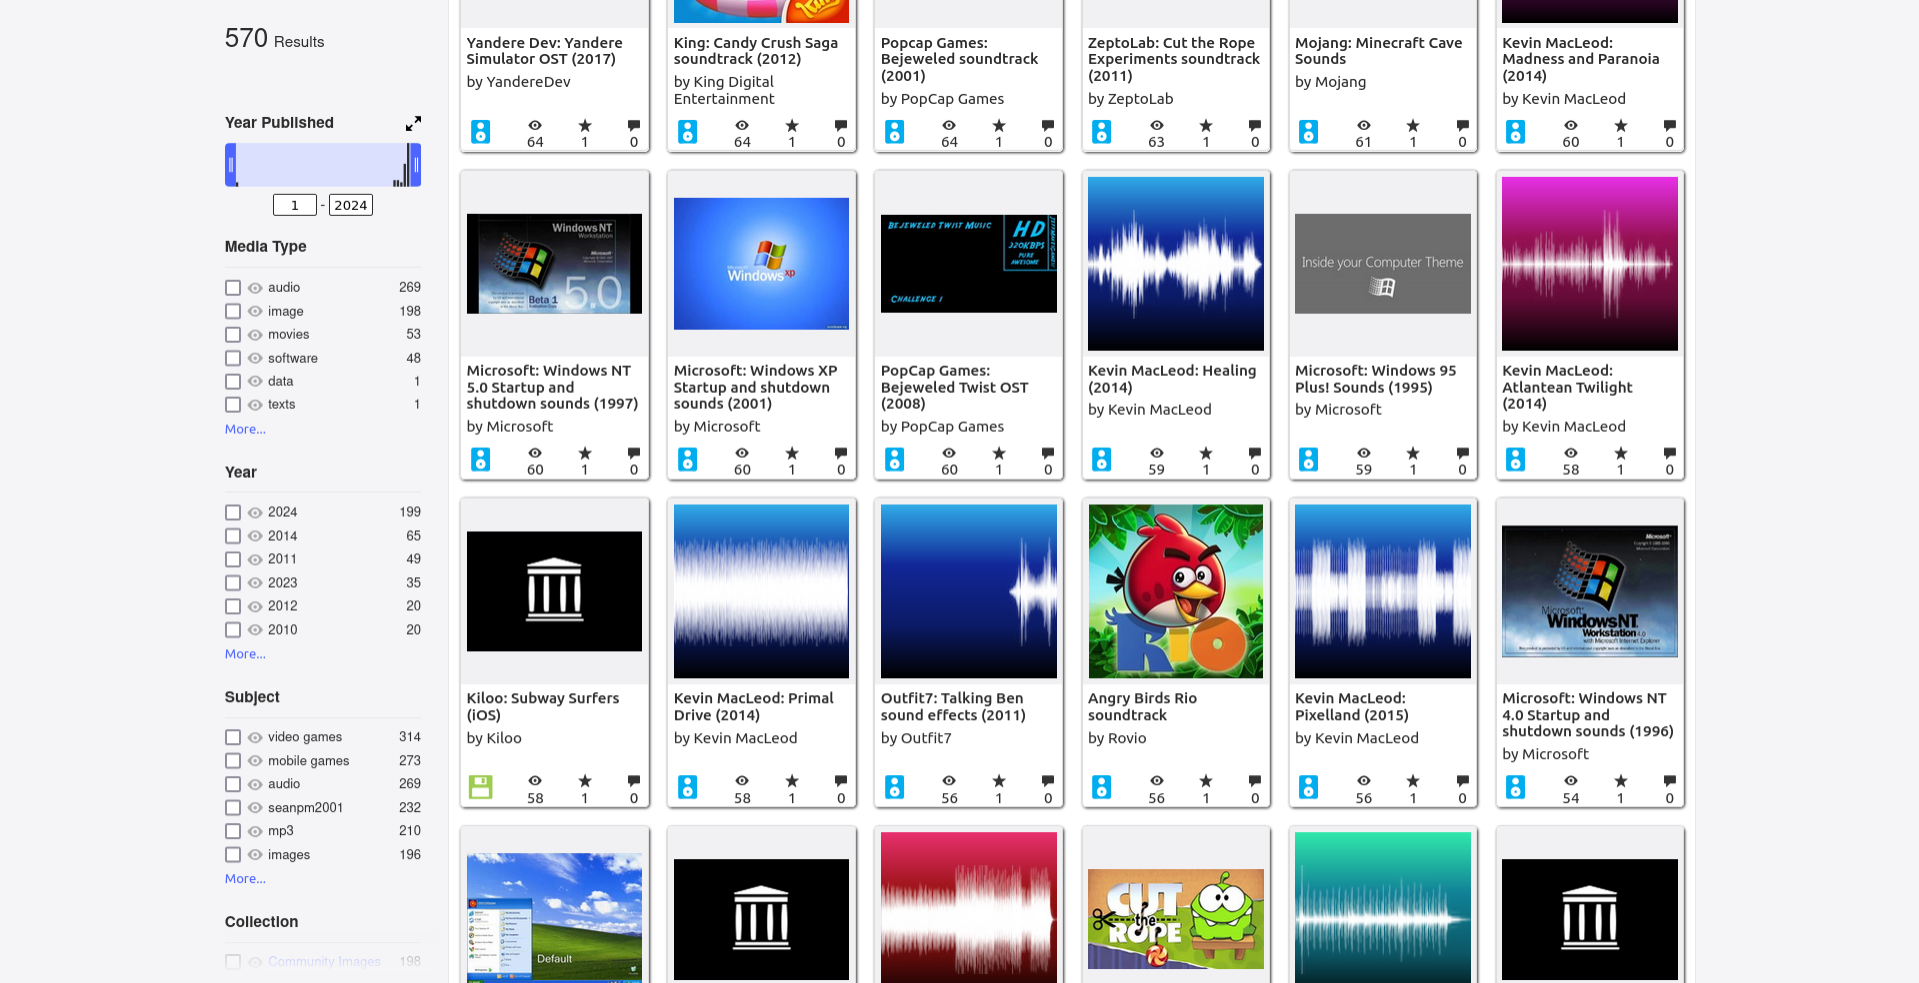 570 Results
Year Published
1 - 2024
Media Type
audio 269
image 198
movies 53
software 48
data 1
texts 1
More...
Year
2024 199
2014 65
2011 49
2023 35
2012 20
2010 20
More...
Subject
video games 314
mobile games 273
audio 269
seanpm2001 232
mp3 210
images 196
More...
Collection
Community Images 198
Yandere Dev: Yandere
Simulator OST (2017)
by YandereDev
64 1 0
King: Candy Crush Saga
soundtrack (2012)
by King Digital
Entertainment
64 1 0
Popcap Games:
Bejeweled soundtrack
(2001)
by PopCap Games
64 1 0
ZeptoLab: Cut the Rope
Experiments soundtrack
(2011)
by ZeptoLab
63 1 0
Mojang: Minecraft Cave
Sounds
by Mojang
61 1 0
Kevin MacLeod:
Madness and Paranoia
(2014)
by Kevin MacLeod
60 1 0
Windows NT
Workstation
Beta 1
5.0
Microsoft: Windows NT
5.0 Startup and
shutdown sounds (1997)
by Microsoft
60 1 0
Microsoft
Windows xp
Microsoft: Windows XP
Startup and shutdown
sounds (2001)
by Microsoft
60 1 0
Bejeweled Twist Music
HD
320kbps
pure
awesome
Challenge 1
PopCap Games:
Bejeweled Twist OST
(2008)
by PopCap Games
60 1 0
Kevin MacLeod: Healing
(2014)
by Kevin MacLeod
59 1 0
Inside your Computer Theme
Microsoft: Windows 95
Plus! Sounds (1995)
by Microsoft
59 1 0
Kevin MacLeod:
Atlantean Twilight
(2014)
by Kevin MacLeod
58 1 0
Kiloo: Subway Surfers
(iOS)
by Kiloo
58 1 0
Kevin MacLeod: Primal
Drive (2014)
by Kevin MacLeod
58 1 0
Outfit7: Talking Ben
sound effects (2011)
by Outfit7
56 1 0
RIO
Angry Birds Rio
soundtrack
by Rovio
56 1 0
Kevin MacLeod:
Pixelland (2015)
by Kevin MacLeod
56 1 0
Microsoft
Microsoft
Windows NT
Workstation 4.0
with Microsoft Internet Explorer
Microsoft: Windows NT
4.0 Startup and
shutdown sounds (1996)
by Microsoft
54 1 0
Default
CUT
the
ROPE